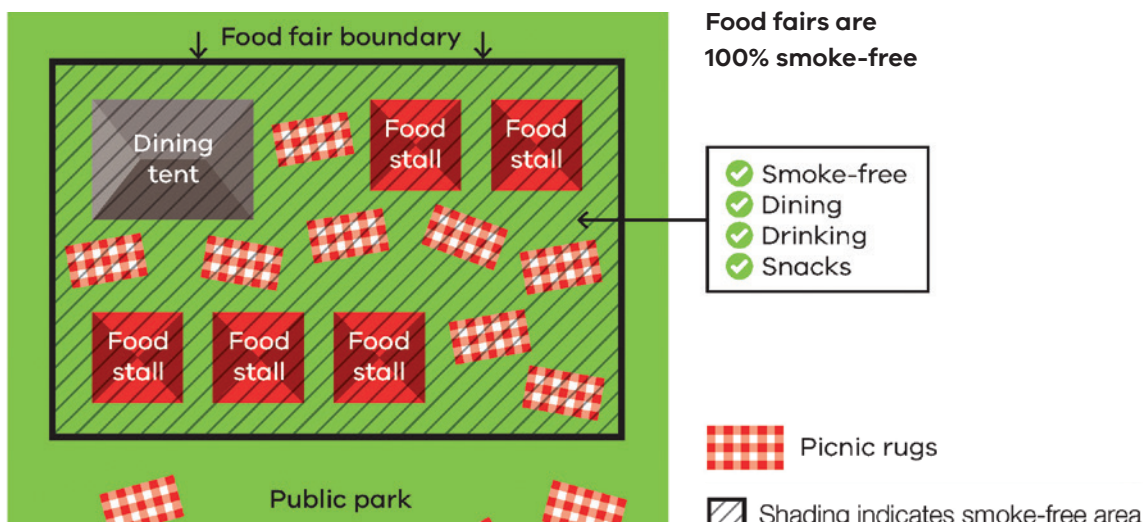 Food fairs are
100% smoke-free
Food fair boundary
Dining
tent
Food
stall
Food
stall
Smoke-free
Dining
Drinking
Snacks
Food
stall
Food
stall
Food
stall
Picnic rugs
Public park
Shading indicates smoke-free area